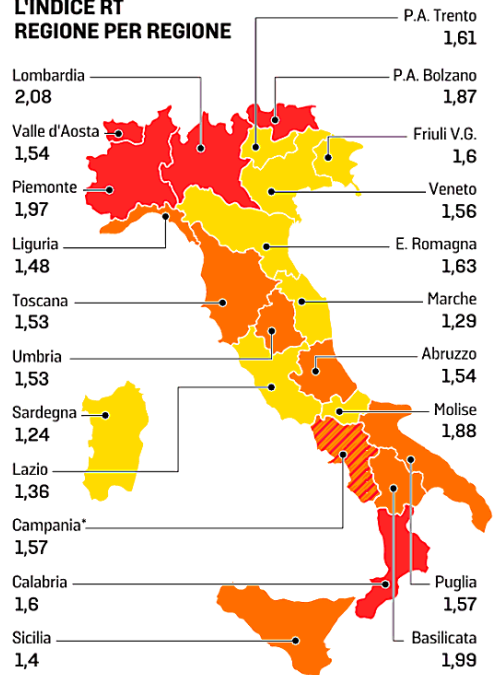 L'INDICE RT
REGIONE PER REGIONE
P.A. Trento
1,61
Lombardia
2,08
P.A. Bolzano
1,87
Valle d'Aosta
1,54
Friuli V.G.
1,6
Piemonte
1,97
Veneto
1,56
Liguria
1,48
E. Romagna
1,63
Toscana
1,53
Marche
1,29
Umbria
1,53
Abruzzo
1,54
Sardegna
1,24
Molise
1,88
Lazio
1,36
Campania*
1,57
Calabria
1,6
Puglia
1,57
Sicilia
1,4
Basilicata
1,99